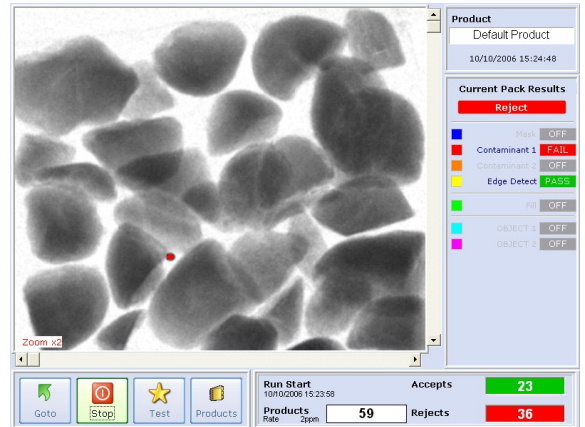 Product
Default Product
10/10/2006 15:24:48
Current Pack Results
Reject
Mask OFF
Contaminant 1 FAIL
Contaminant 2 OFF
Edge Detect PASS
Fill OFF
OBJECT 1 OFF
OBJECT 2 OFF
Zoom x2
Goto
Stop
Test
Products
Run Start
10/10/2006 15:23:58
Accepts 23
Products 59
Rate 2ppm
Rejects 36